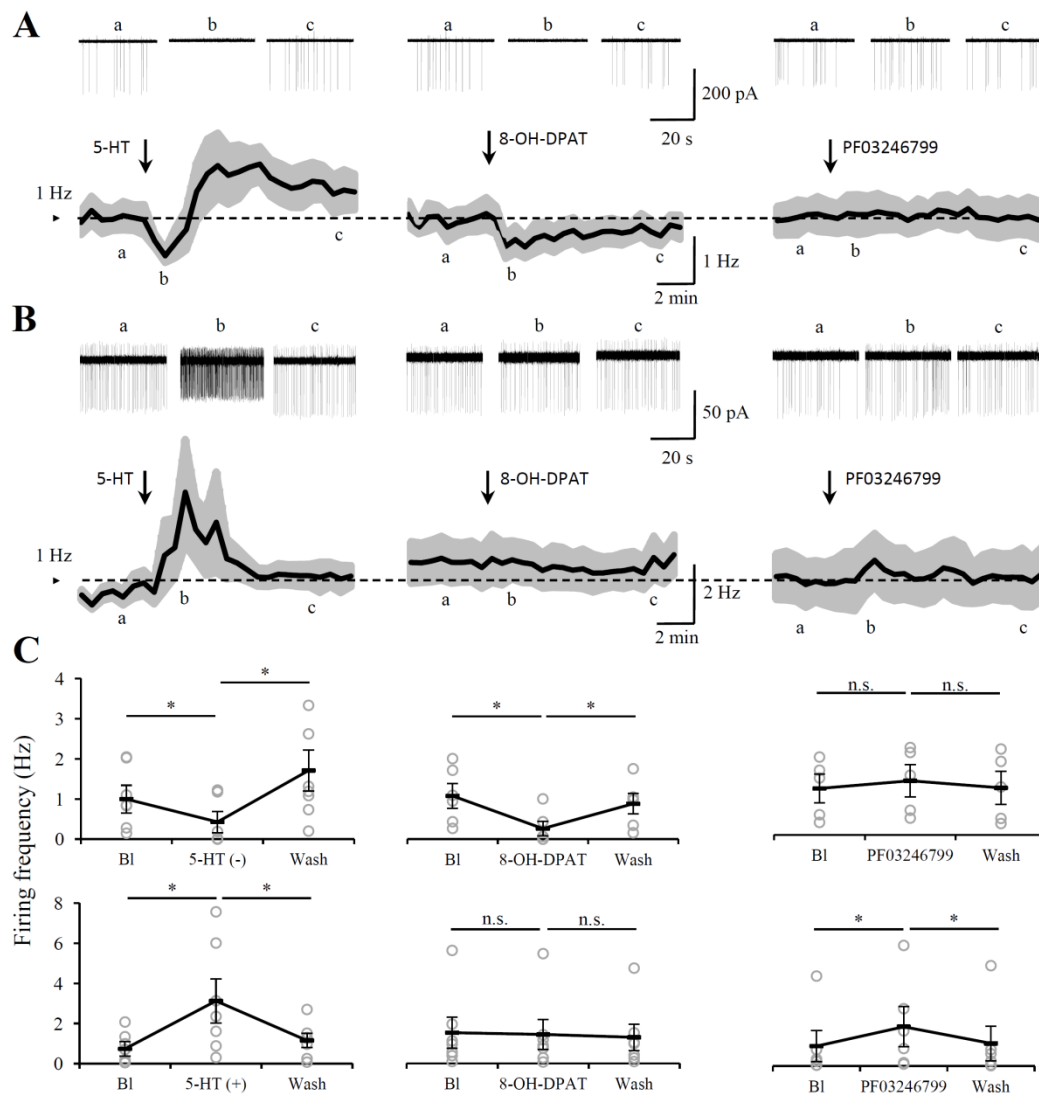 A
a b c a b c a b c
200 pA
20 s
5-HT 8-OH-DPAT PF03246799
1 Hz
a b c a b c a b c
1 Hz
2 min
B
a b c a b c a b c
50 pA
20 s
5-HT 8-OH-DPAT PF03246799
1 Hz
a b c a b c a b c
2 Hz
2 min
C
Firing frequency (Hz)
4
3
2
1
0
* *
Bl 5-HT (-) Wash
* *
Bl 8-OH-DPAT Wash
n.s. n.s.
Bl PF03246799 Wash
8
6
4
2
0
* *
Bl 5-HT (+) Wash
n.s. n.s.
Bl 8-OH-DPAT Wash
* *
Bl PF03246799 Wash